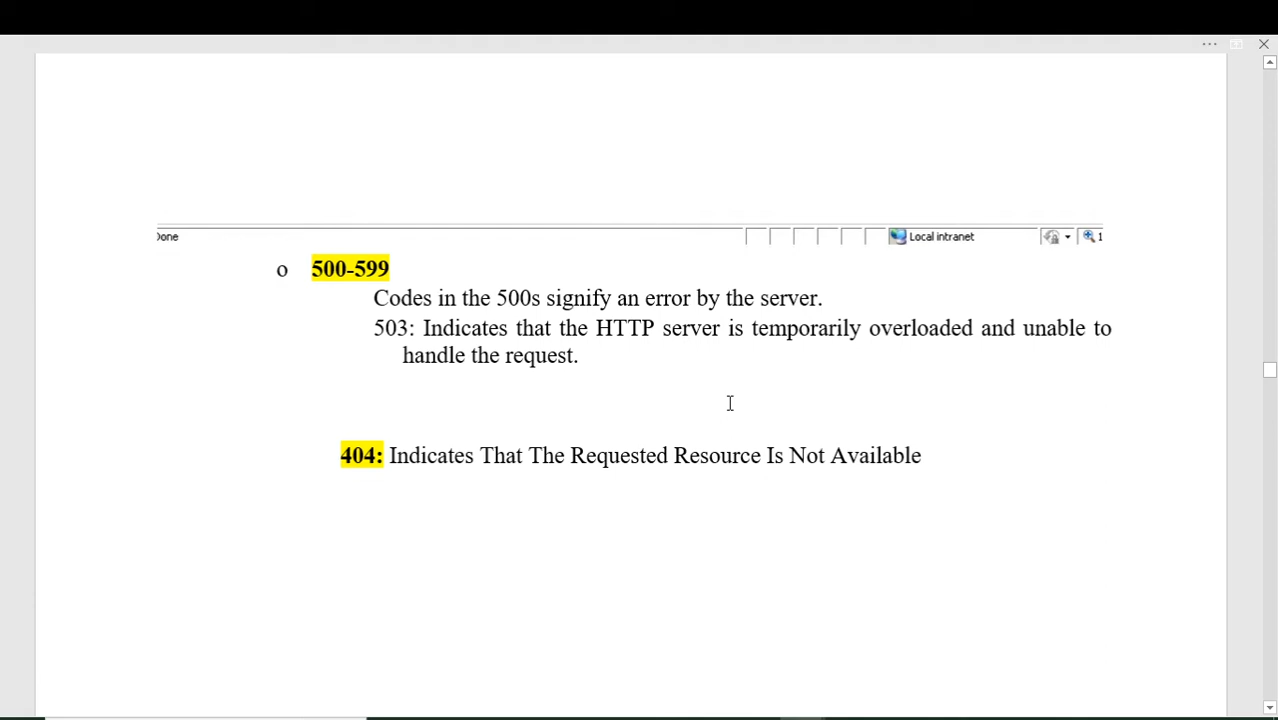 Done Local intranet 1
o 500-599
Codes in the 500s signify an error by the server.
503: Indicates that the HTTP server is temporarily overloaded and unable to
handle the request.
404: Indicates That The Requested Resource Is Not Available